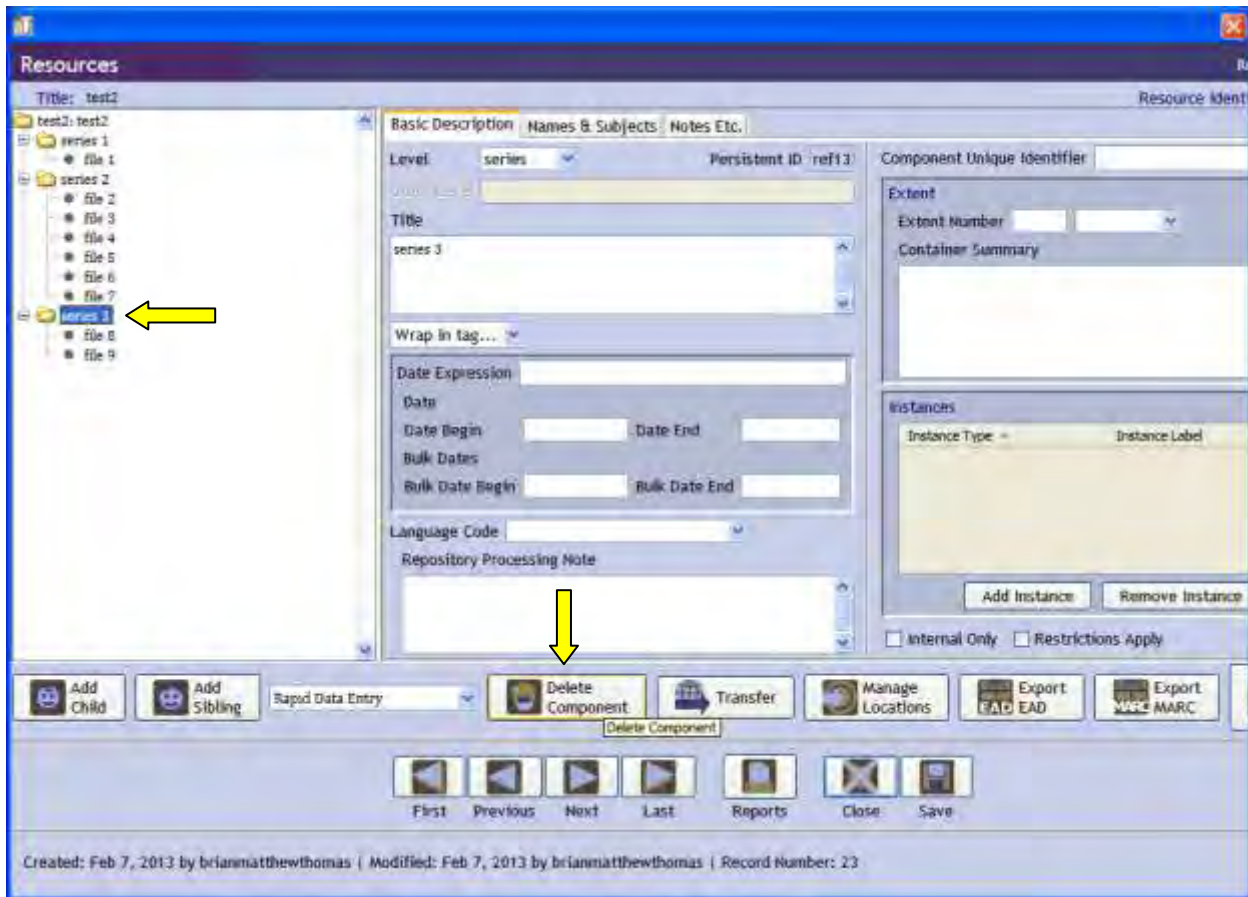 Resources
Title: test2
Resource Identi
test2: test2
series 1
file 1
series 2
file 2
file 3
file 4
file 5
file 6
file 7
series 3
file 8
file 9
Basic Description Names & Subjects Notes Etc.
Level series Persistent ID ref13
Title
series 3
Wrap in tag...
Date Expression
Date
Date Begin Date End
Bulk Dates
Bulk Date Begin Bulk Date End
Language Code
Repository Processing Note
Component Unique Identifier
Extent
Extent Number
Container Summary
Instances
Instance Type Instance Label
Add Instance Remove Instance
Internal Only Restrictions Apply
Add Child
Add Sibling
Rapid Data Entry
Delete Component
Transfer
Manage Locations
EAD Export EAD
MARC Export MARC
Delete Component
First Previous Next Last Reports Close Save
Created: Feb 7, 2013 by brianmatthewthomas | Modified: Feb 7, 2013 by brianmatthewthomas | Record Number: 23